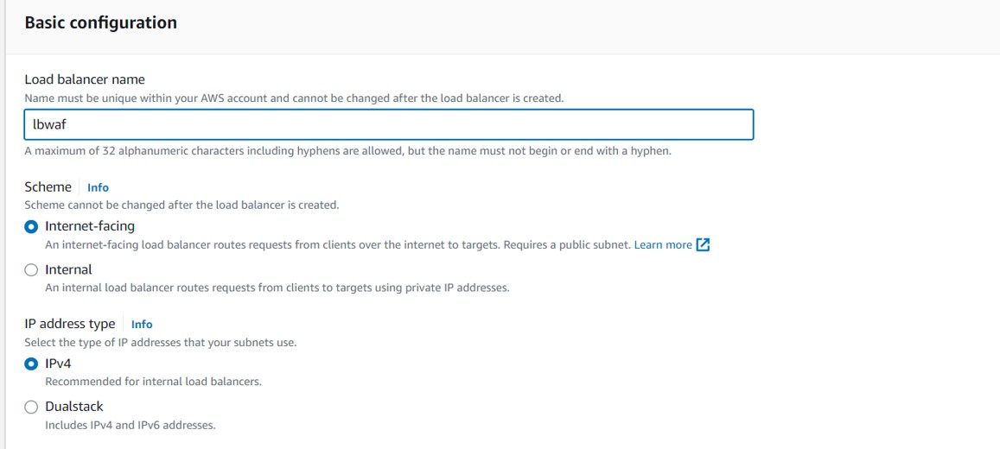 Basic configuration
Load balancer name
Name must be unique within your AWS account and cannot be changed after the load balancer is created.
lbwaf
A maximum of 32 alphanumeric characters including hyphens are allowed, but the name must not begin or end with a hyphen.
Scheme Info
Scheme cannot be changed after the load balancer is created.
Internet-facing
An internet-facing load balancer routes requests from clients over the internet to targets. Requires a public subnet. Learn more
Internal
An internal load balancer routes requests from clients to targets using private IP addresses.
IP address type Info
Select the type of IP addresses that your subnets use.
IPv4
Recommended for internal load balancers.
Dualstack
Includes IPv4 and IPv6 addresses.